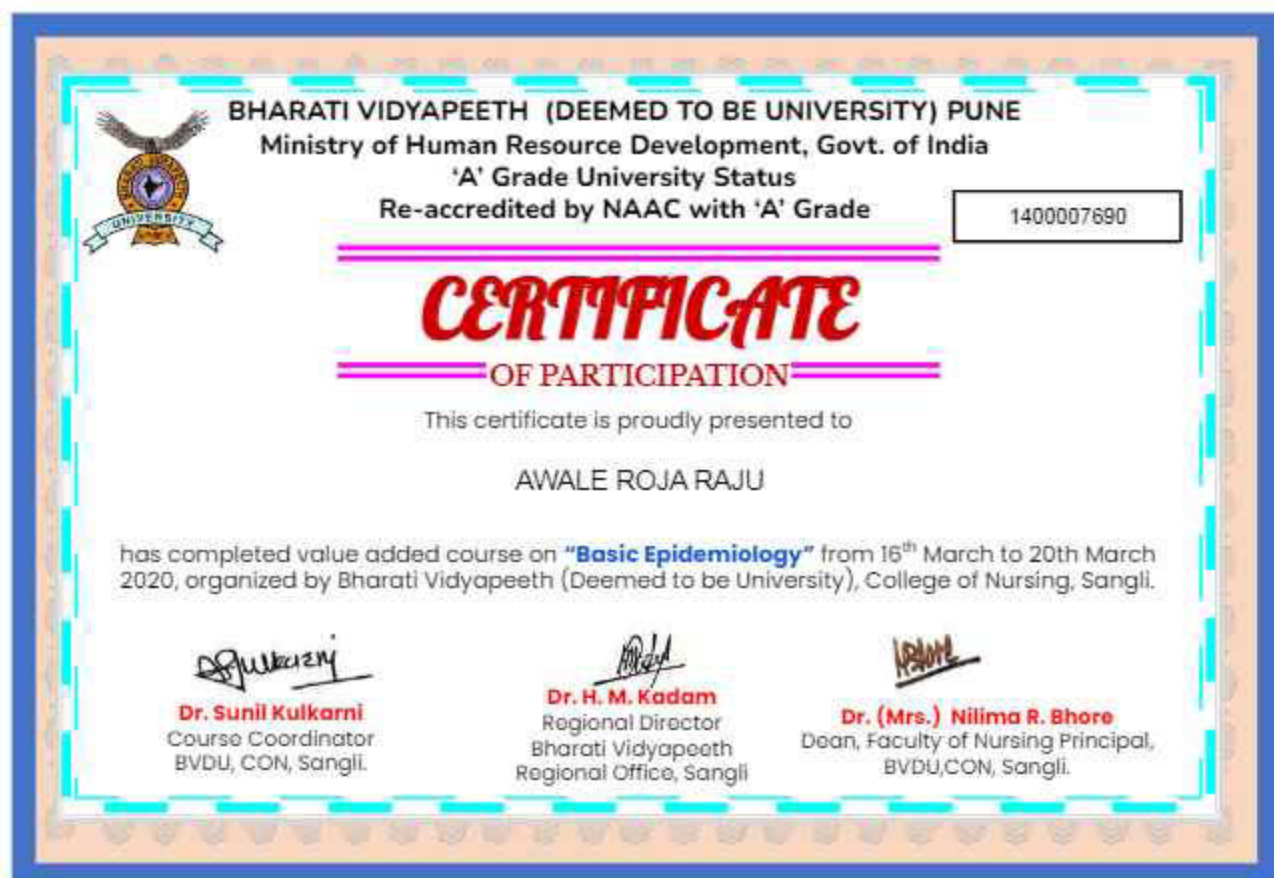 BHARATI VIDYAPEETH (DEEMED TO BE UNIVERSITY) PUNE
Ministry of Human Resource Development, Govt. of India
‘A’ Grade University Status
Re-accredited by NAAC with ‘A’ Grade
1400007690
BHARATI VIDYAPEETH
UNIVERSITY
CERTIFICATE
OF PARTICIPATION
This certificate is proudly presented to
AWALE ROJA RAJU
has completed value added course on “Basic Epidemiology” from 16th March to 20th March
2020, organized by Bharati Vidyapeeth (Deemed to be University), College of Nursing, Sangli.
Dr. Sunil Kulkarni
Course Coordinator
BVDU, CON, Sangli.
Dr. H. M. Kadam
Regional Director
Bharati Vidyapeeth
Regional Office, Sangli
Dr. (Mrs.) Nilima R. Bhore
Dean, Faculty of Nursing Principal,
BVDU,CON, Sangli.